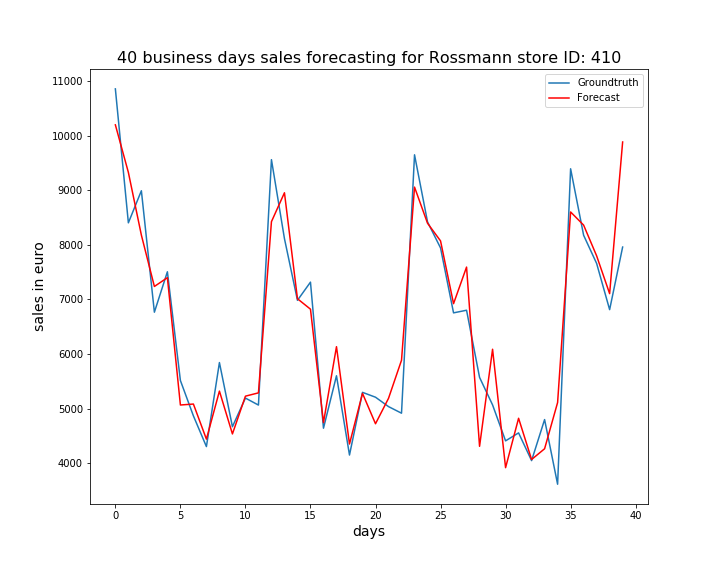 40 business days sales forecasting for Rossmann store ID: 410
Groundtruth
Forecast
11000
10000
9000
8000
7000
6000
5000
4000
sales in euro
0 5 10 15 20 25 30 35 40
days